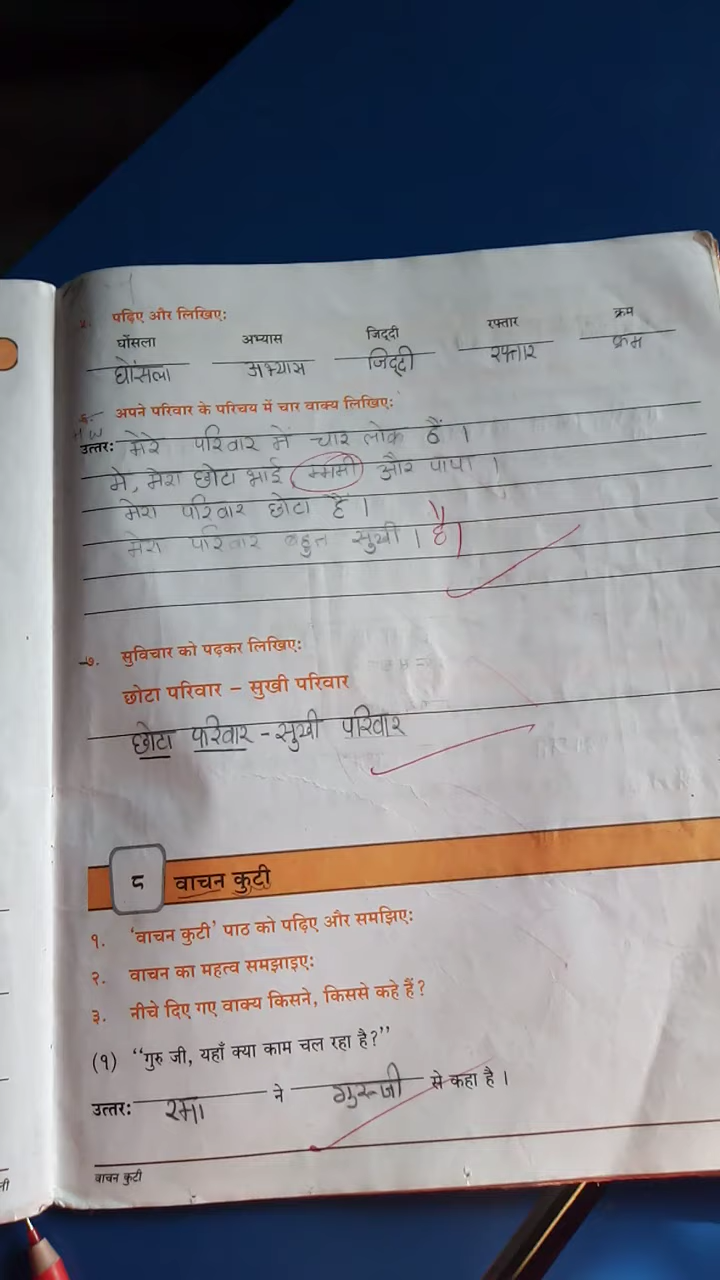 ५. पढ़िए और लिखिए:
घोंसला अभ्यास जिद्दी रफ्तार क्रम
घोंसला अभ्यास जिद्दी रफ्तार क्रम
६. अपने परिवार के परिचय में चार वाक्य लिखिए:
H W
उत्तर: मेरे परिवार में चार लोक हैं ।
मे, मेरा छोटा भाई म्ममी और पापा ।
मेरा परिवार छोटा हैं ।
मेरा परिवार बहुत सुखी । हैं।
७. सुविचार को पढ़कर लिखिए:
छोटा परिवार – सुखी परिवार
छोटा परिवार - सुखी परिवार
८ वाचन कुटी
१. 'वाचन कुटी' पाठ को पढ़िए और समझिए:
२. वाचन का महत्व समझाइए:
३. नीचे दिए गए वाक्य किसने, किससे कहे हैं?
(१) "गुरु जी, यहाँ क्या काम चल रहा है?"
उत्तर: रमा ने गुरूजी से कहा है ।
वाचन कुटी